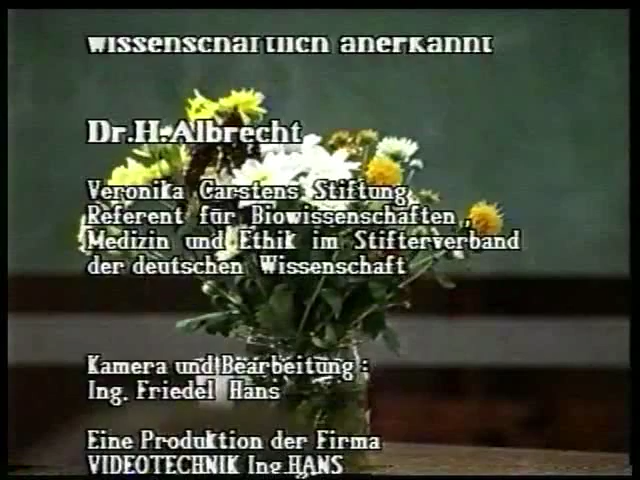 wissenschaftlich anerkannt
Dr.H.Albrecht
Veronika Carstens Stiftung
Referent für Biowissenschaften,
Medizin und Ethik im Stifterverband
der deutschen Wissenschaft
Kamera und Bearbeitung:
Ing. Friedel Hans
Eine Produktion der Firma
VIDEOTECHNIK Ing.HANS